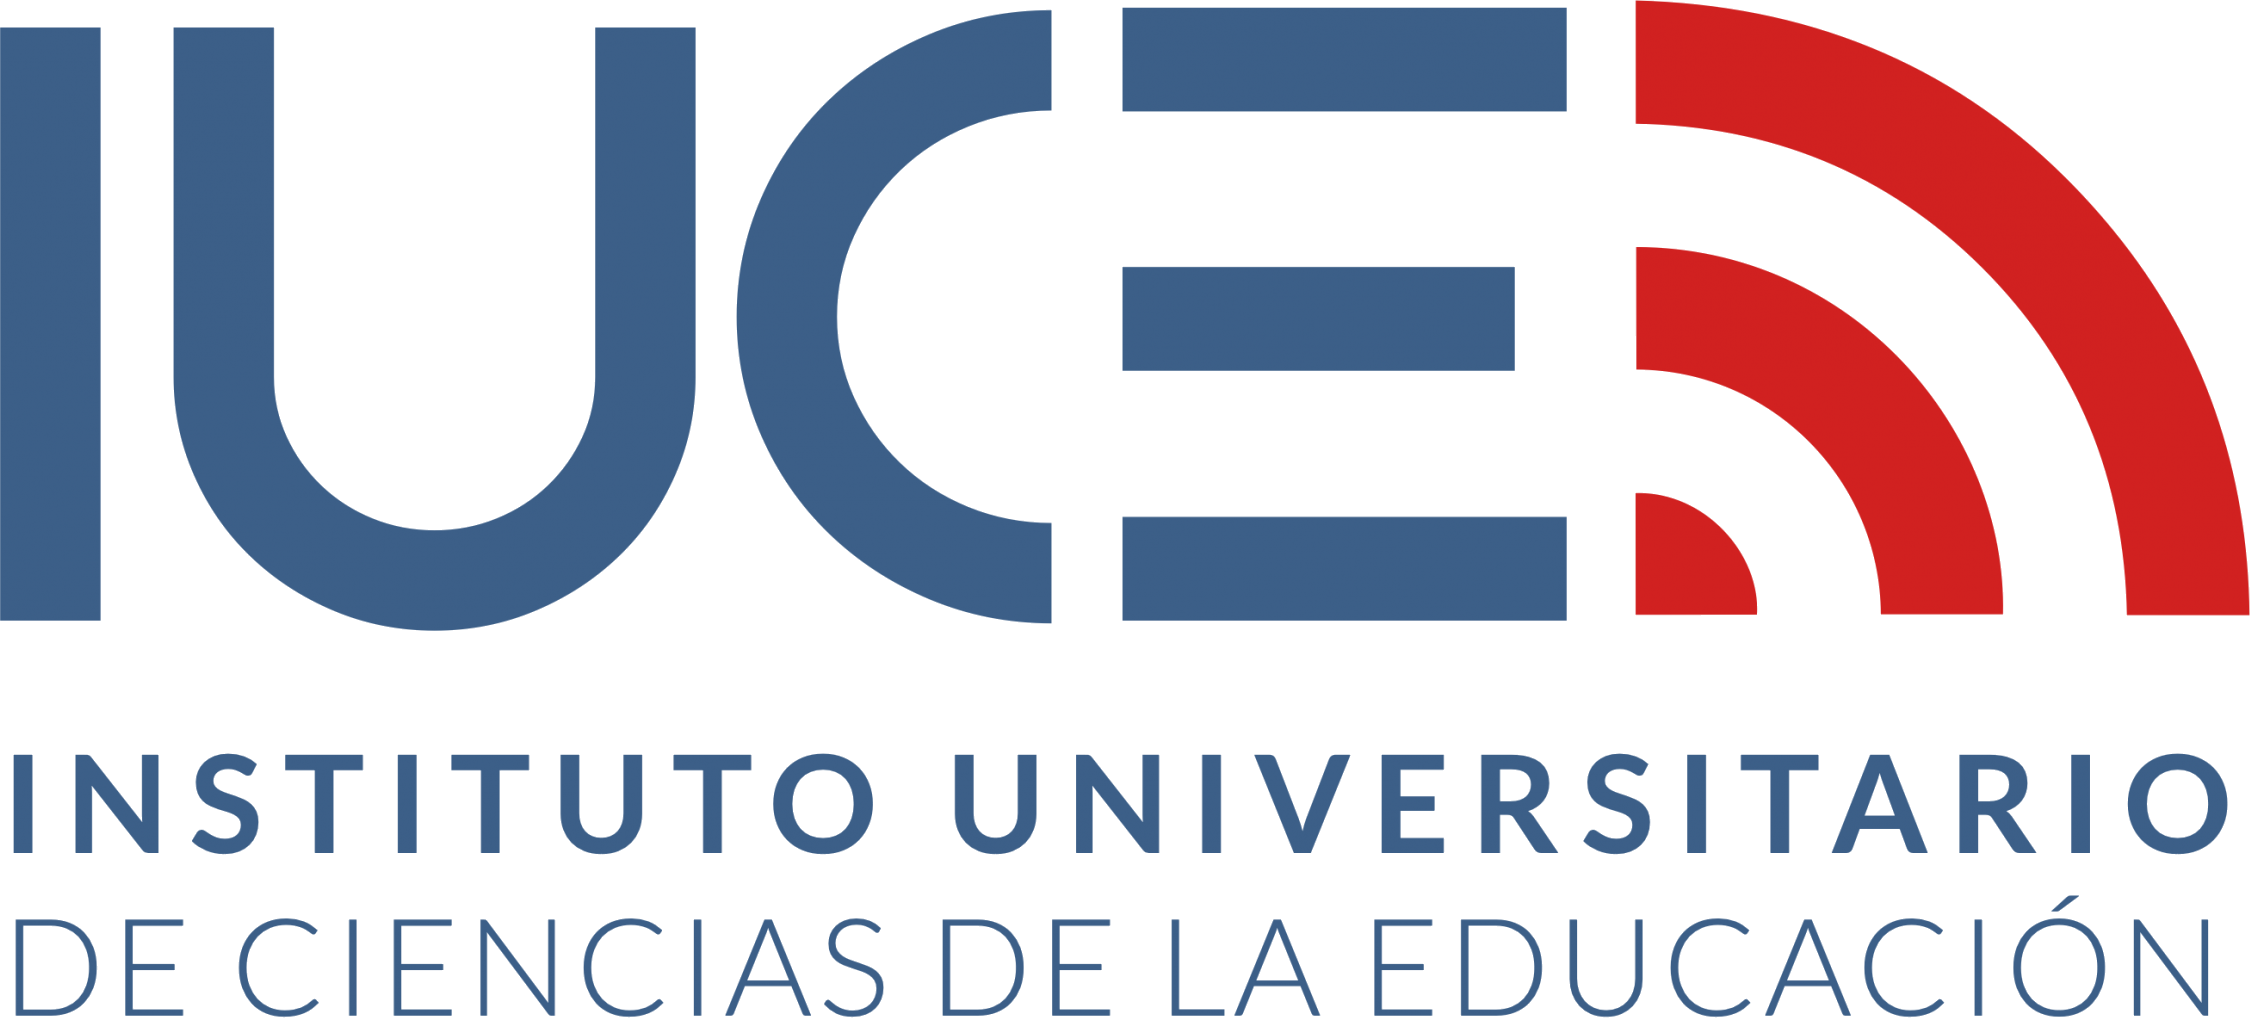 IUCE
INSTITUTO UNIVERSITARIO
DE CIENCIAS DE LA EDUCACIÓN